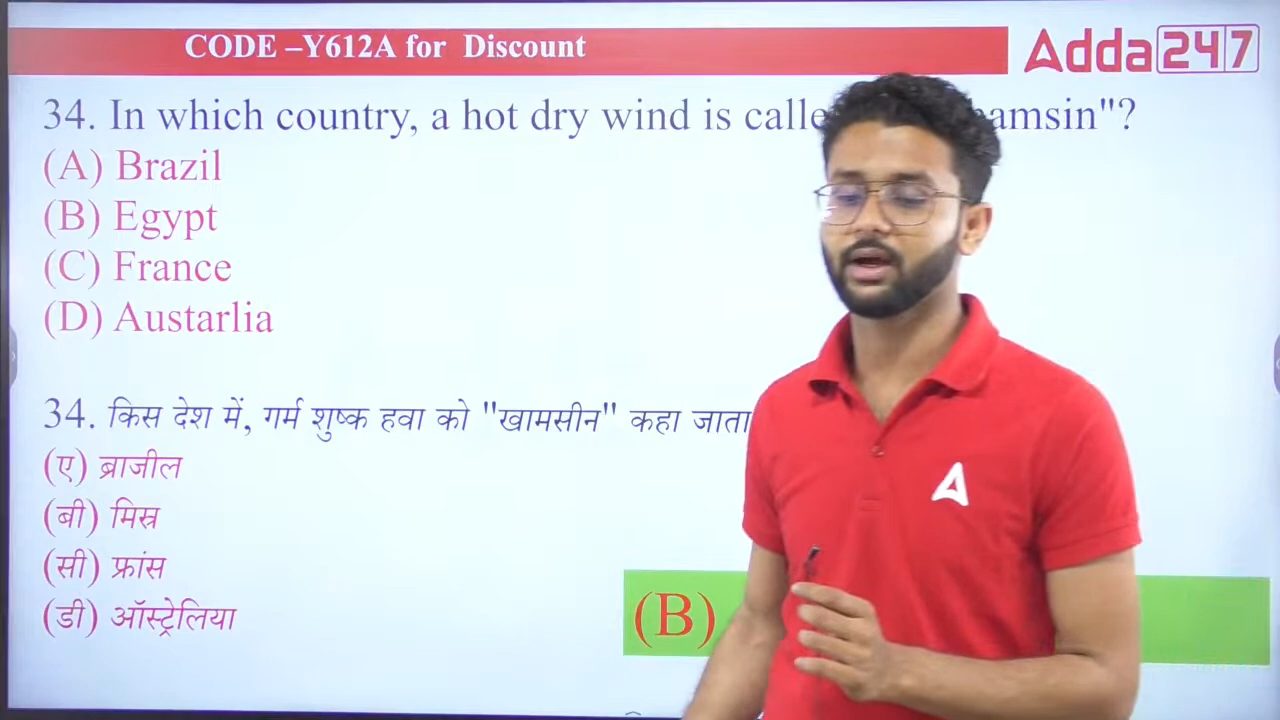 CODE –Y612A for Discount
Adda247
34. In which country, a hot dry wind is calle amsin"?
(A) Brazil
(B) Egypt
(C) France
(D) Austarlia
34. किस देश में, गर्म शुष्क हवा को "खामसीन" कहा जाता
(ए) ब्राजील
(बी) मिस्र
(सी) फ्रांस
(डी) ऑस्ट्रेलिया
(B)